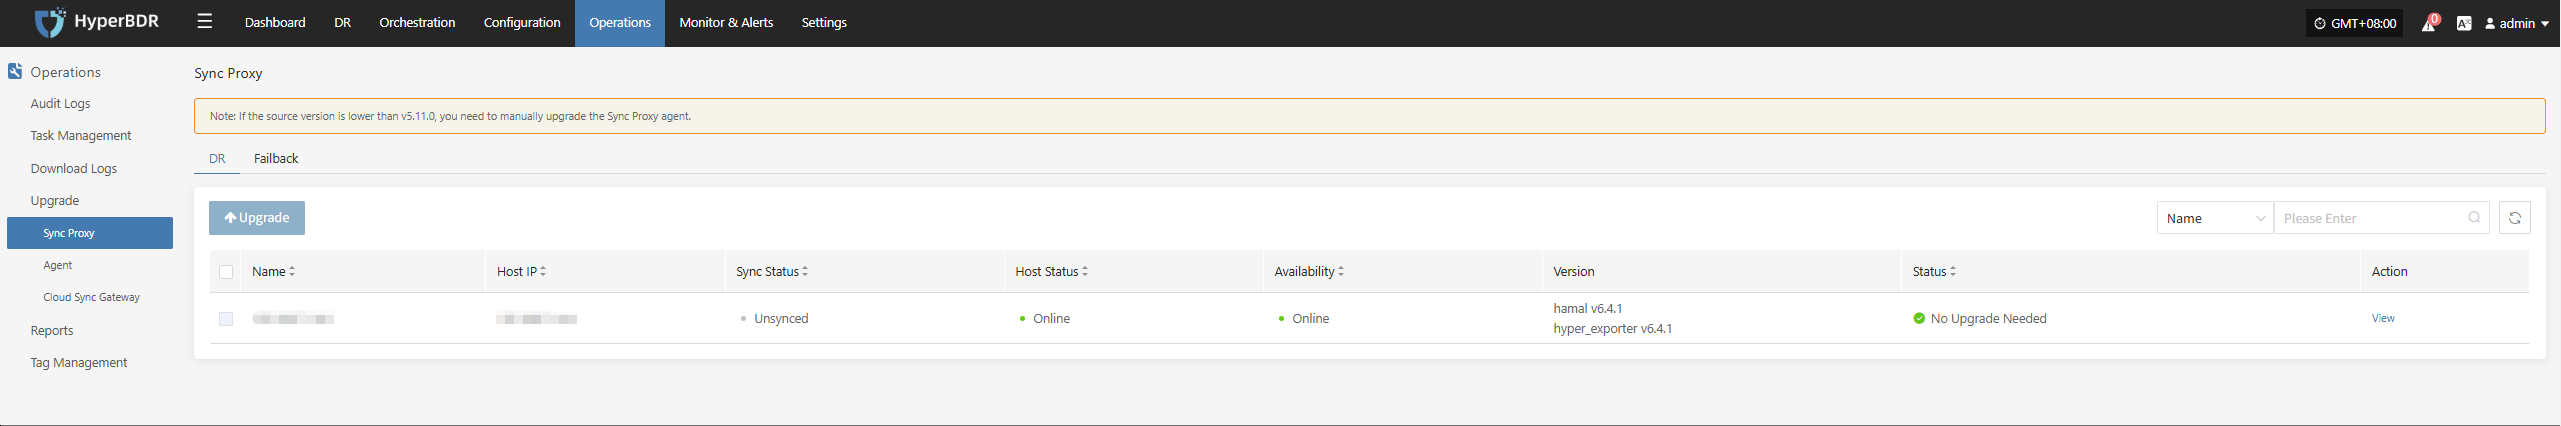 HyperBDR
Dashboard
DR
Orchestration
Configuration
Operations
Monitor & Alerts
Settings
GMT+08:00
0
admin
Operations
Audit Logs
Task Management
Download Logs
Upgrade
Sync Proxy
Agent
Cloud Sync Gateway
Reports
Tag Management
Sync Proxy
Note: If the source version is lower than v5.11.0, you need to manually upgrade the Sync Proxy agent.
DR
Failback
Upgrade
Name
Please Enter
Name
Host IP
Sync Status
Host Status
Availability
Version
Status
Action
Unsynced
Online
Online
hamal v6.4.1
hyper_exporter v6.4.1
No Upgrade Needed
View